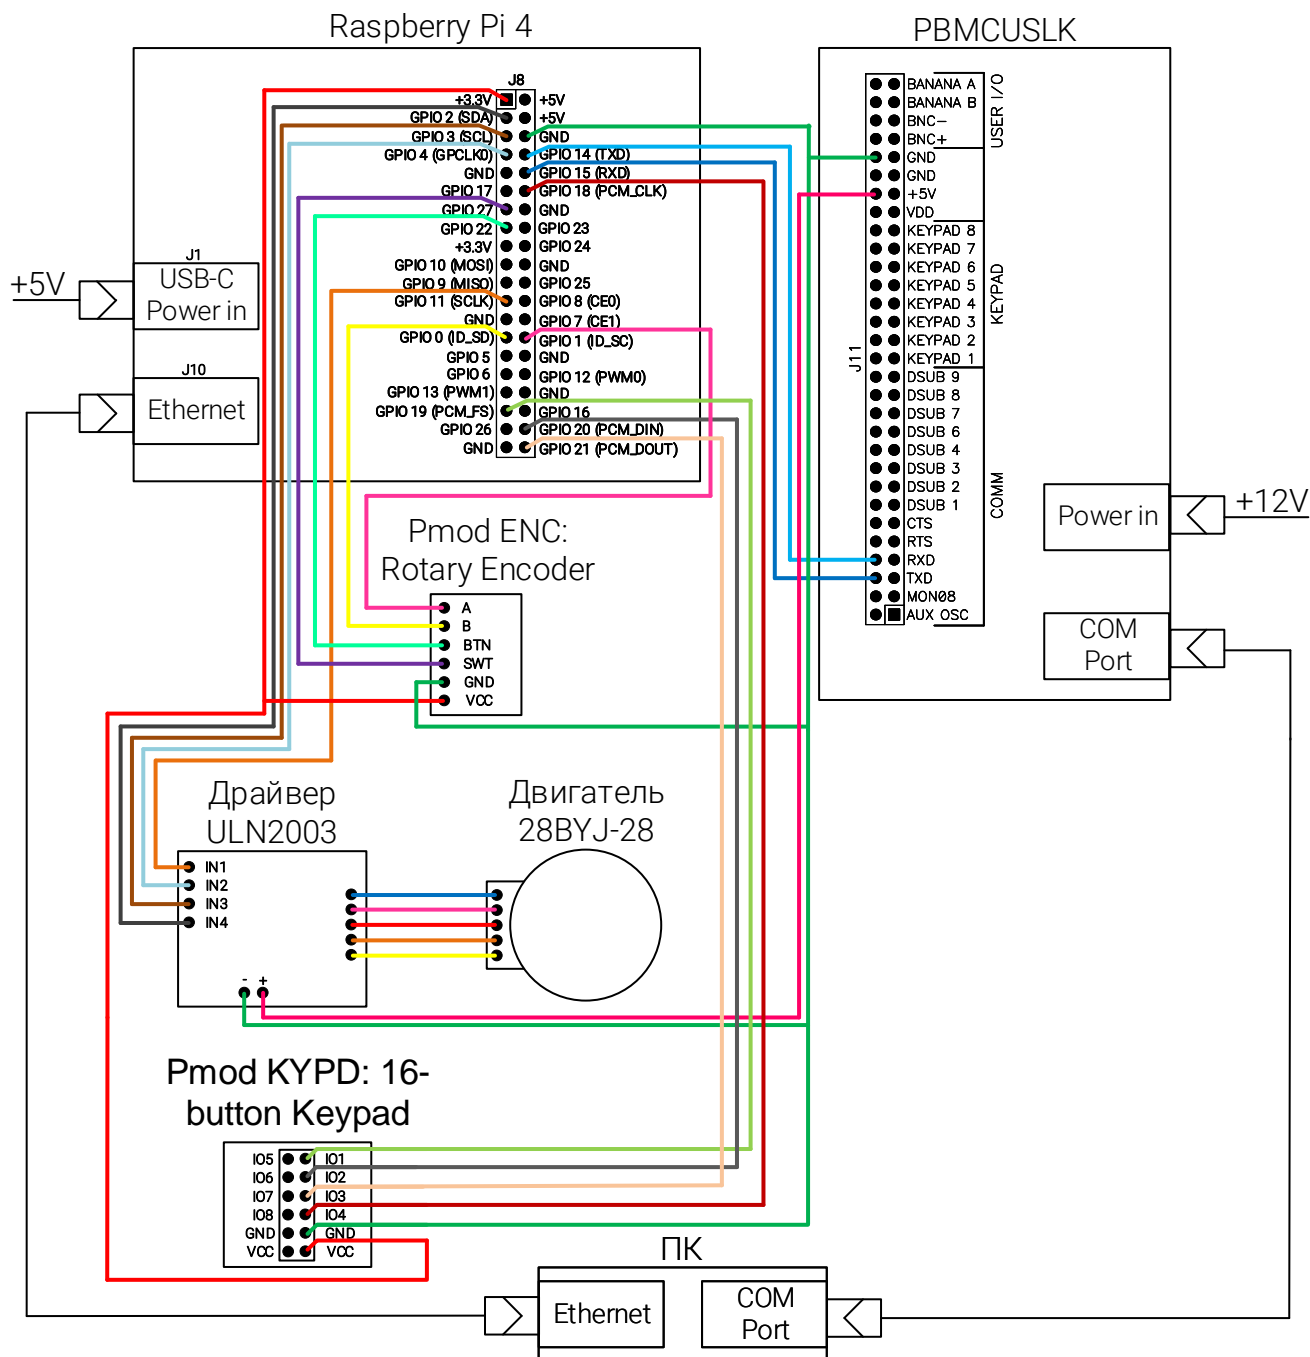 Raspberry Pi 4
PBMCUSLK
J8
+3.3V
+5V
GPIO 2 (SDA)
+5V
GPIO 3 (SCL)
GND
GPIO 4 (GPCLK0)
GPIO 14 (TXD)
GND
GPIO 15 (RXD)
GPIO 17
GPIO 18 (PCM_CLK)
GPIO 27
GND
GPIO 22
GPIO 23
+3.3V
GPIO 24
GPIO 10 (MOSI)
GND
GPIO 9 (MISO)
GPIO 25
GPIO 11 (SCLK)
GPIO 8 (CE0)
GND
GPIO 7 (CE1)
GPIO 0 (ID_SD)
GPIO 1 (ID_SC)
GPIO 5
GND
GPIO 6
GPIO 12 (PWM0)
GPIO 13 (PWM1)
GND
GPIO 19 (PCM_FS)
GPIO 16
GPIO 26
GPIO 20 (PCM_DIN)
GND
GPIO 21 (PCM_DOUT)
+5V
J1
USB-C
Power in
J10
Ethernet
J11
BANANA A
BANANA B
BNC-
BNC+
GND
GND
+5V
VDD
KEYPAD 8
KEYPAD 7
KEYPAD 6
KEYPAD 5
KEYPAD 4
KEYPAD 3
KEYPAD 2
KEYPAD 1
DSUB 9
DSUB 8
DSUB 7
DSUB 6
DSUB 4
DSUB 3
DSUB 2
DSUB 1
CTS
RTS
RXD
TXD
MON08
AUX OSC
USER I/O
KEYPAD
COMM
Power in
+12V
COM
Port
Pmod ENC:
Rotary Encoder
A
B
BTN
SWT
GND
VCC
Драйвер
ULN2003
IN1
IN2
IN3
IN4
- +
Двигатель
28BYJ-28
Pmod KYPD: 16-
button Keypad
IO5 IO1
IO6 IO2
IO7 IO3
IO8 IO4
GND GND
VCC VCC
ПК
Ethernet
COM
Port